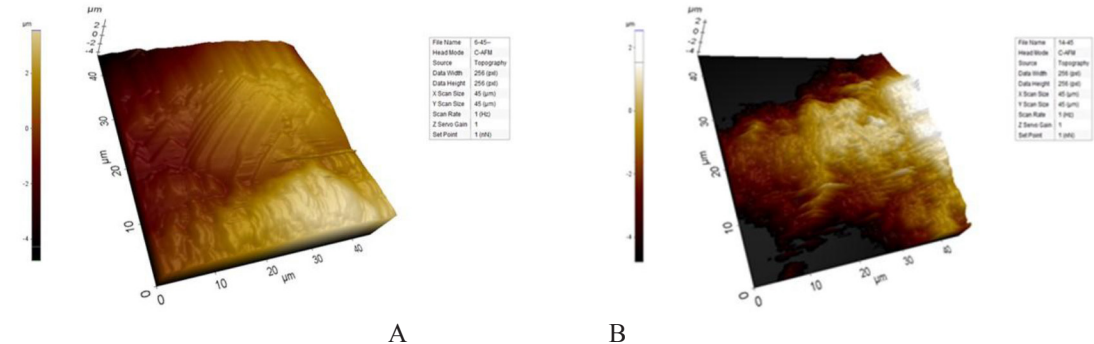 µm
µm
2
0
-2
-4
40
30
20
10
0
µm
0
10
20
30
40
µm
File Name 6-45--
Head Mode C-AFM
Source Topography
Data Width 256 (pxl)
Data Height 256 (pxl)
X Scan Size 45 (µm)
Y Scan Size 45 (µm)
Scan Rate 1 (Hz)
Z Servo Gain 1
Set Point 1 (nN)
A
µm
µm
2
0
-2
-4
40
30
20
10
0
µm
0
10
20
30
40
µm
File Name 14-45
Head Mode C-AFM
Source Topography
Data Width 256 (pxl)
Data Height 256 (pxl)
X Scan Size 45 (µm)
Y Scan Size 45 (µm)
Scan Rate 1 (Hz)
Z Servo Gain 1
Set Point 1 (nN)
B